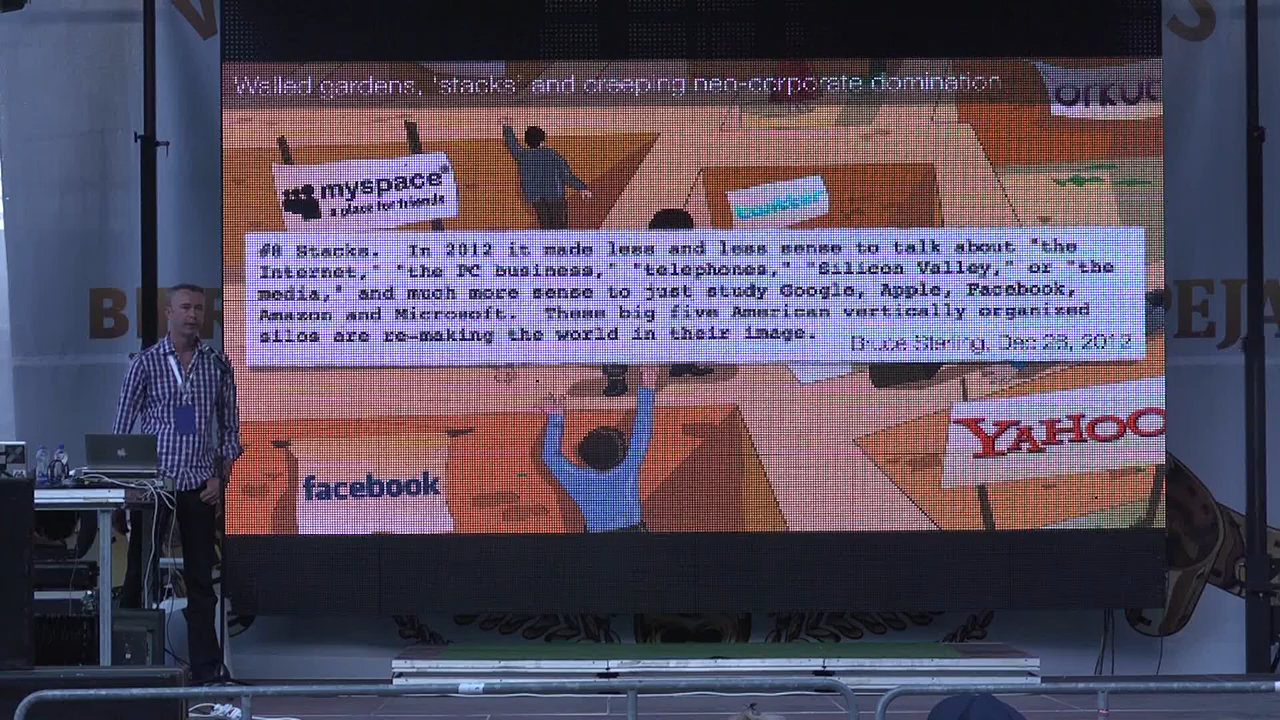 Walled gardens, 'stacks' and creeping neo-corporate domination
orkut
myspace
a place for friends
twitter
#0 Stacks. In 2012 it made less and less sense to talk about "the
Internet," "the PC business," "telephones," "Silicon Valley," or "the
media," and much more sense to just study Google, Apple, Facebook,
Amazon and Microsoft. These big five American vertically organized
silos are re-making the world in their image.
Bruce Sterling, Dec 28, 2012
facebook
YAHOO